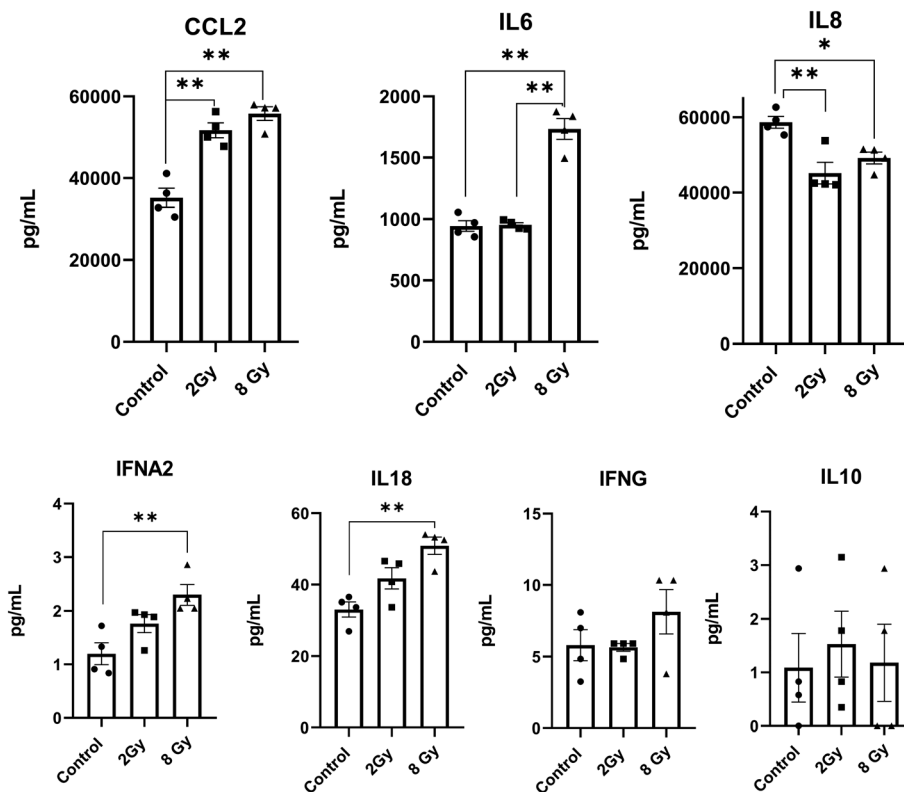 CCL2
**
**
60000
40000
20000
0
pg/mL
Control
2Gy
8 Gy
IL6
**
**
2000
1500
1000
500
0
pg/mL
Control
2Gy
8 Gy
IL8
*
**
60000
40000
20000
0
pg/mL
Control
2Gy
8 Gy
IFNA2
**
4
3
2
1
0
pg/mL
Control
2Gy
8 Gy
IL18
**
60
40
20
0
pg/mL
Control
2Gy
8 Gy
IFNG
15
10
5
0
pg/mL
Control
2Gy
8 Gy
IL10
4
3
2
1
0
pg/mL
Control
2Gy
8 Gy